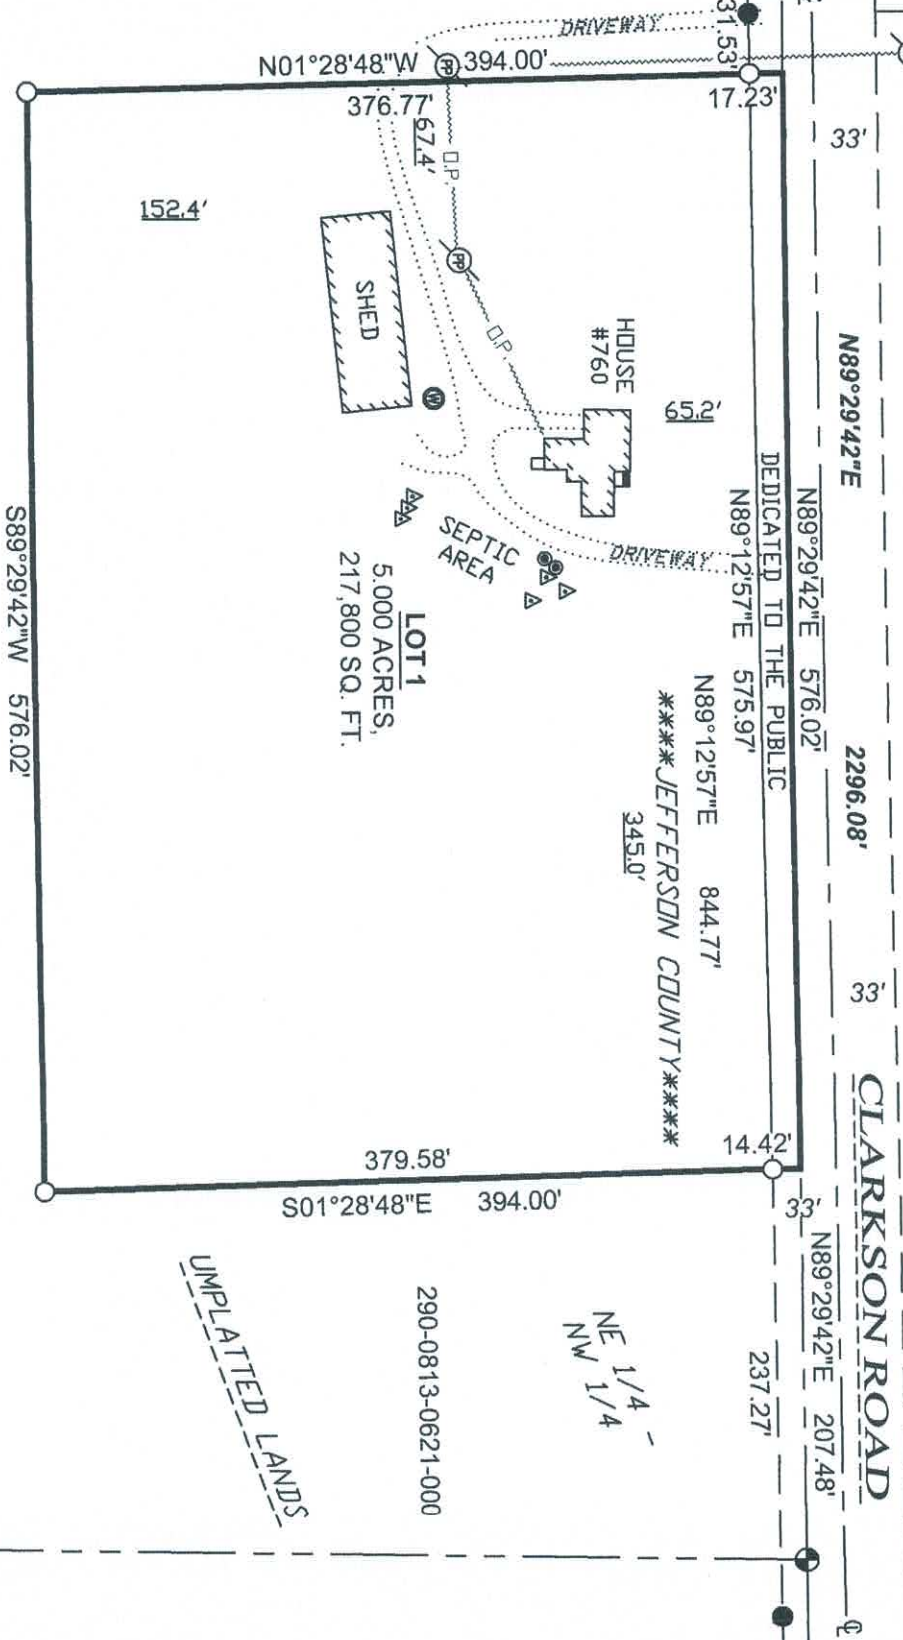 CLARKSON ROAD
N89°29'42"E 2296.08'
33'
33'
33'
N89°29'42"E 207.48'
237.27'
N89°29'42"E 576.02'
DEDICATED TO THE PUBLIC
N89°12'57"E 575.97'
N89°12'57"E 844.77'
****JEFFERSON COUNTY****
345.0'
31.53'
17.23'
14.42'
65.2'
DRIVEWAY
DRIVEWAY
HOUSE
#760
PP
PP
O.P.
O.P.
N01°28'48"W 394.00'
376.77'
67.4'
152.4'
SHED
W
SEPTIC
AREA
LOT 1
5.000 ACRES,
217,800 SQ. FT.
379.58'
S01°28'48"E 394.00'
S89°29'42"W 576.02'
NE 1/4 -
NW 1/4
290-0813-0621-000
UMPLATTED LANDS